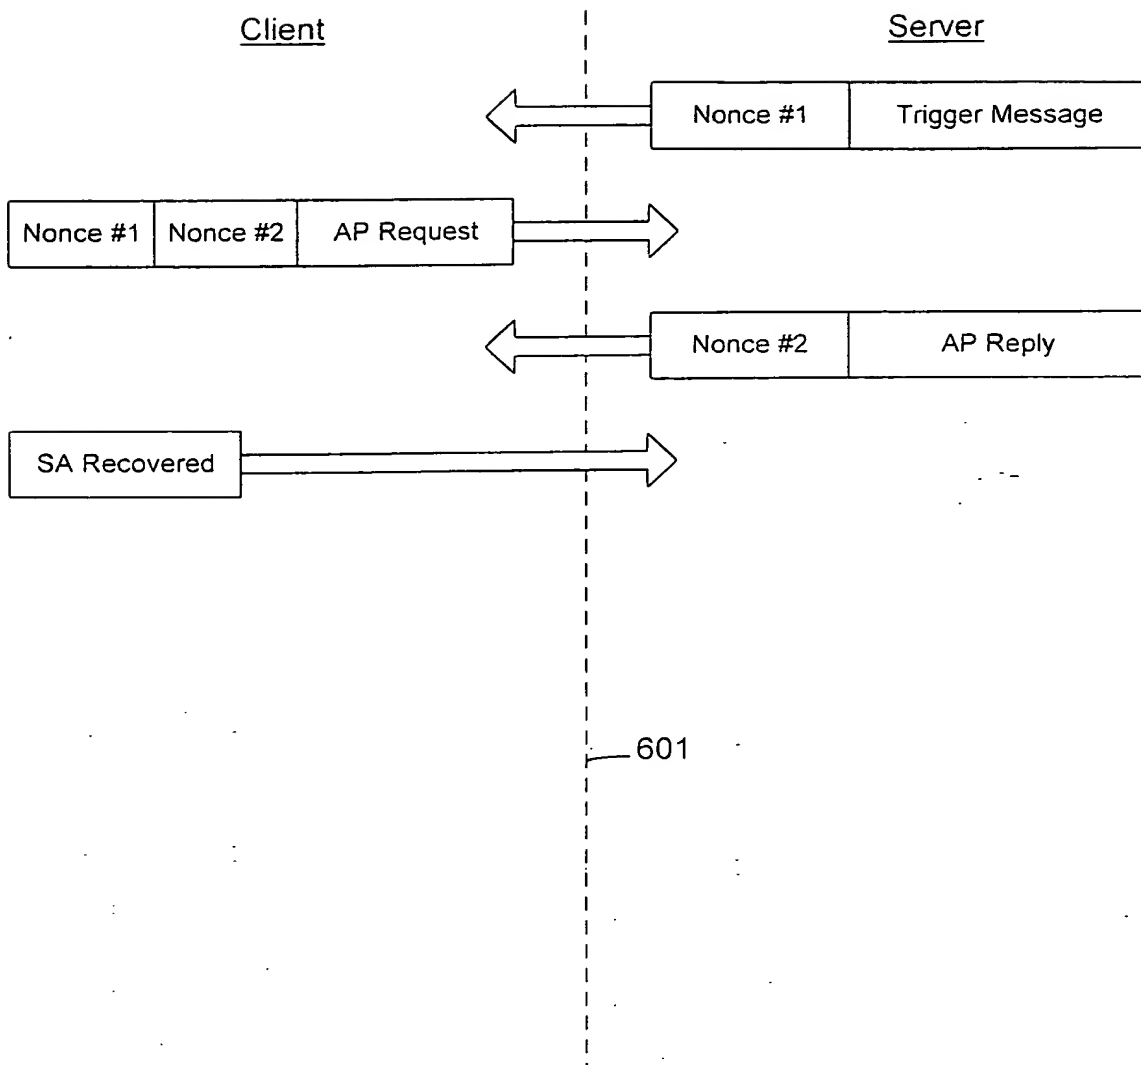 Client
Server
Nonce #1 Trigger Message
Nonce #1 Nonce #2 AP Request
Nonce #2 AP Reply
SA Recovered
601